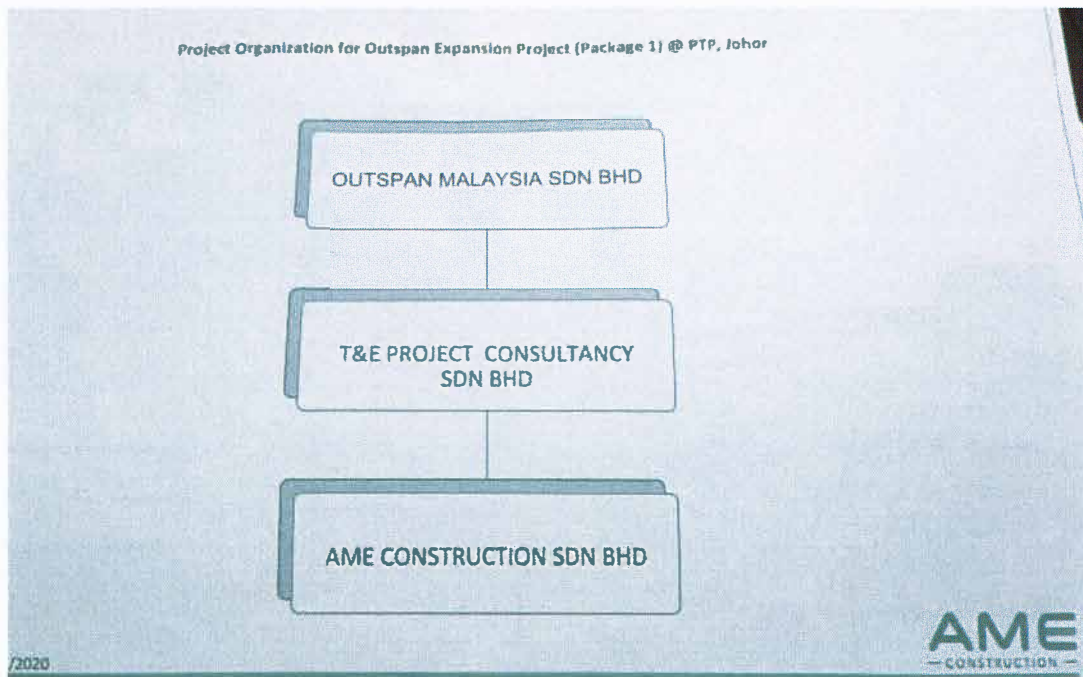 Project Organization for Outspan Expansion Project (Package 1) @ PTP, Johor
OUTSPAN MALAYSIA SDN BHD
T&E PROJECT CONSULTANCY
SDN BHD
AME CONSTRUCTION SDN BHD
/2020
AME
CONSTRUCTION